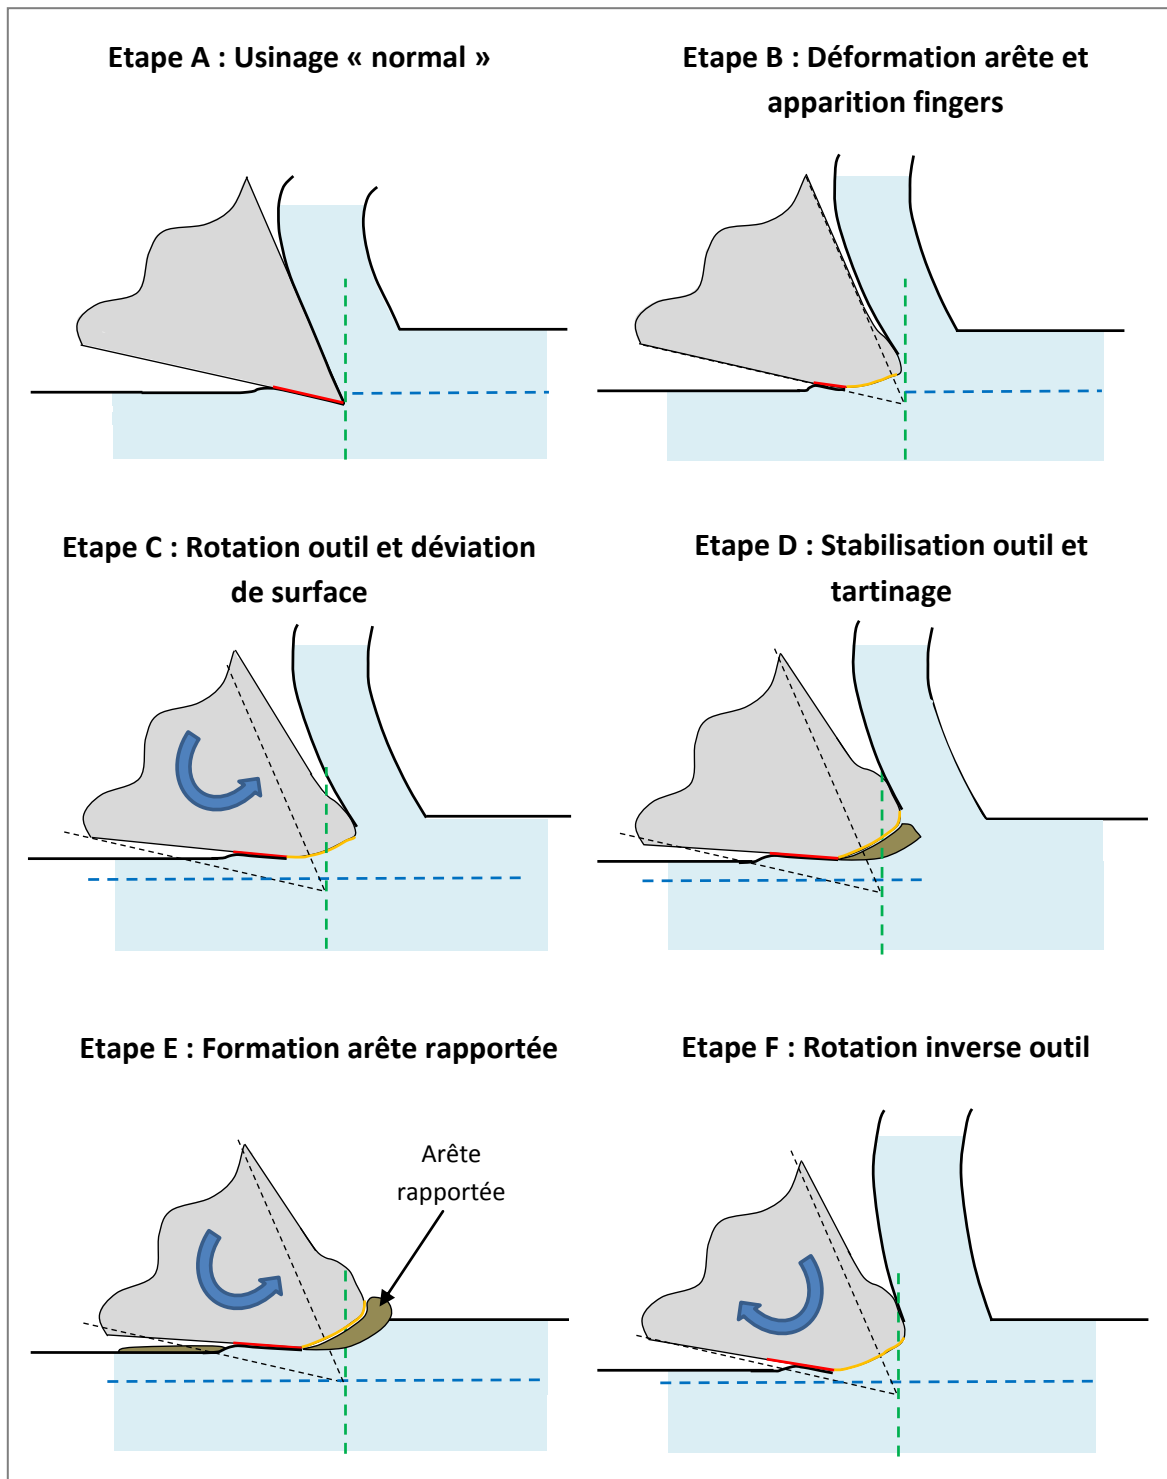 Etape A : Usinage « normal »
Etape B : Déformation arête et
apparition fingers
Etape C : Rotation outil et déviation
de surface
Etape D : Stabilisation outil et
tartinage
Etape E : Formation arête rapportée
Arête
rapportée
Etape F : Rotation inverse outil